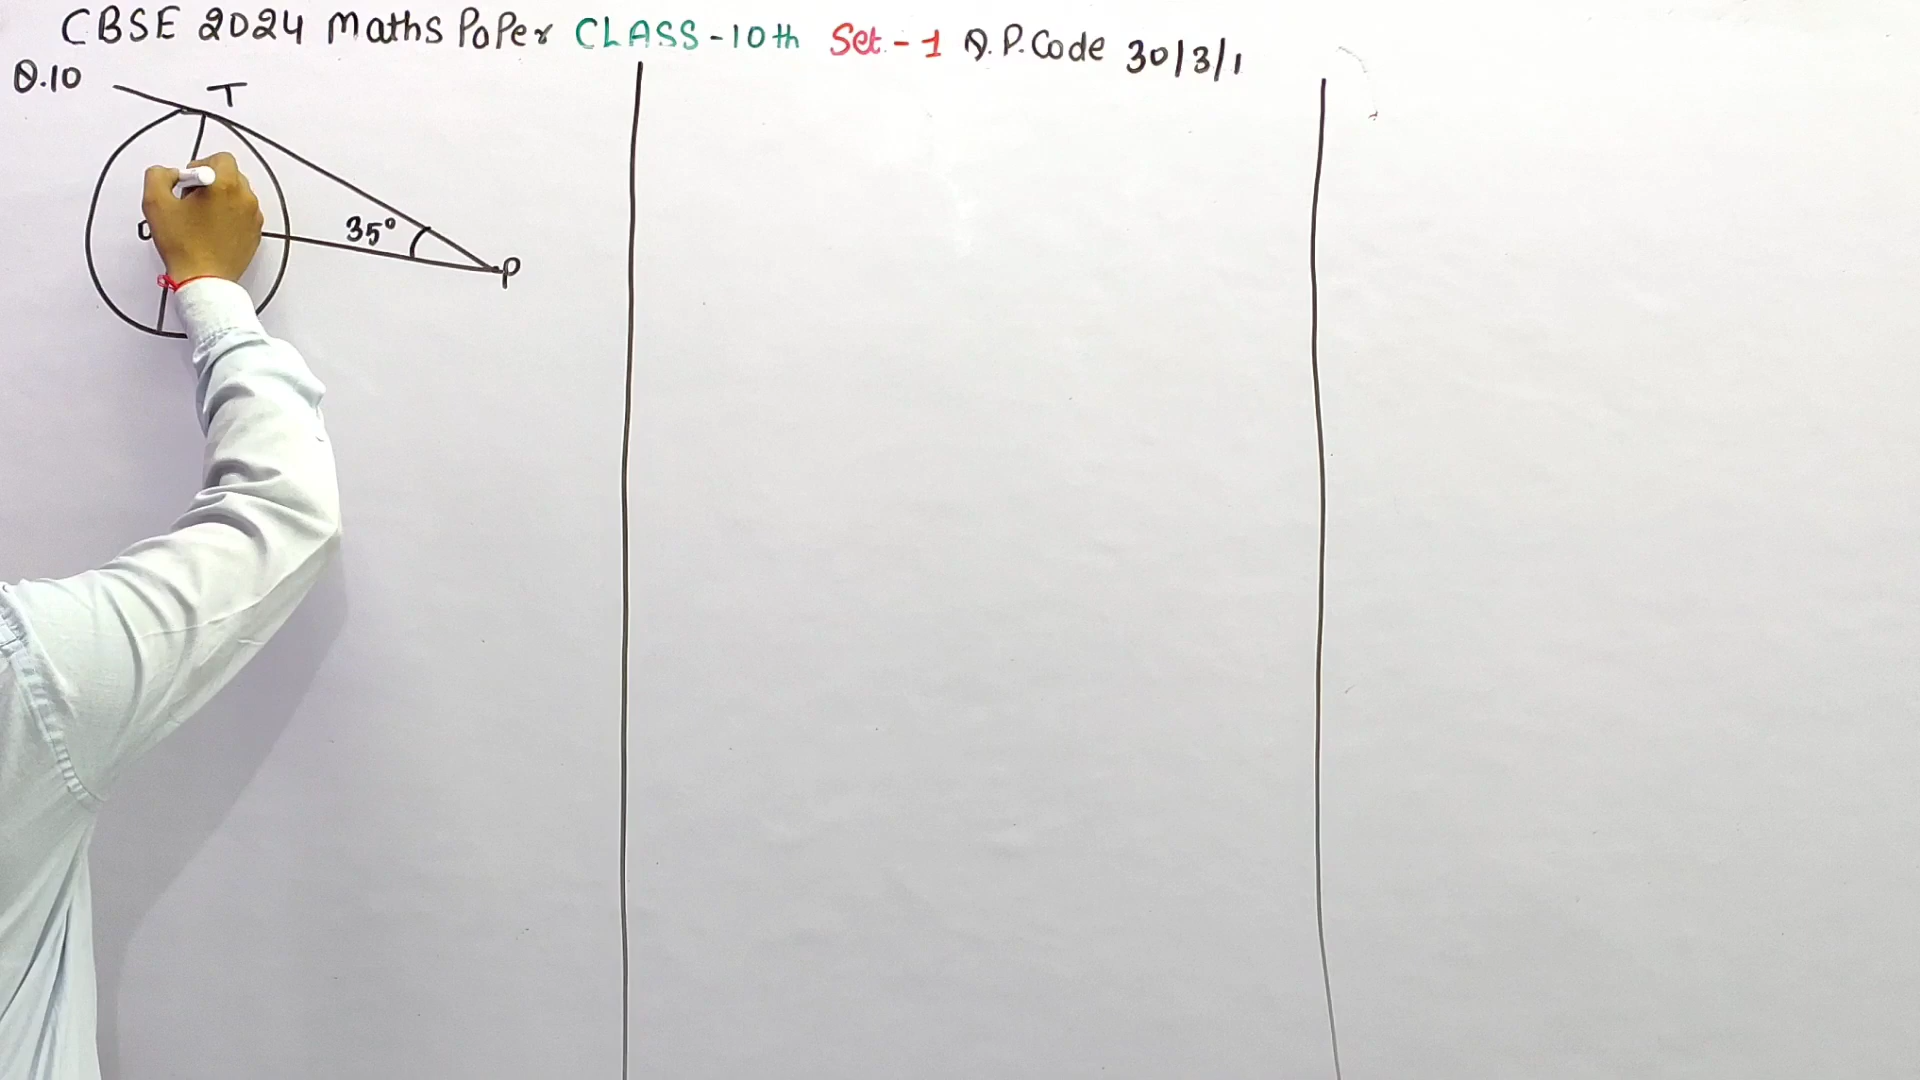 CBSE 2024 Maths PaPer CLASS-10th Set-1 Q.P.Code 30/3/1
Q.10
T
O
35°
P